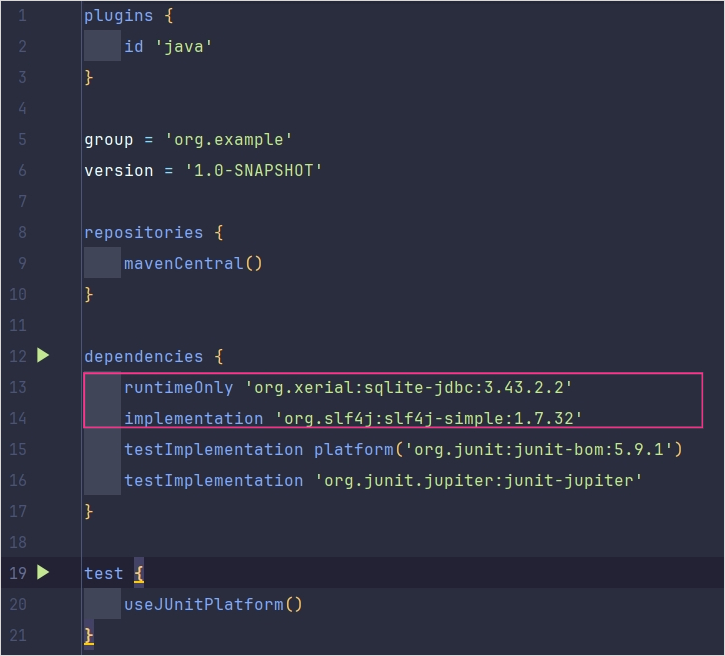 1 plugins {
2 id 'java'
3 }
4
5 group = 'org.example'
6 version = '1.0-SNAPSHOT'
7
8 repositories {
9 mavenCentral()
10 }
11
12 dependencies {
13 runtimeOnly 'org.xerial:sqlite-jdbc:3.43.2.2'
14 implementation 'org.slf4j:slf4j-simple:1.7.32'
15 testImplementation platform('org.junit:junit-bom:5.9.1')
16 testImplementation 'org.junit.jupiter:junit-jupiter'
17 }
18
19 test {
20 useJUnitPlatform()
21 }